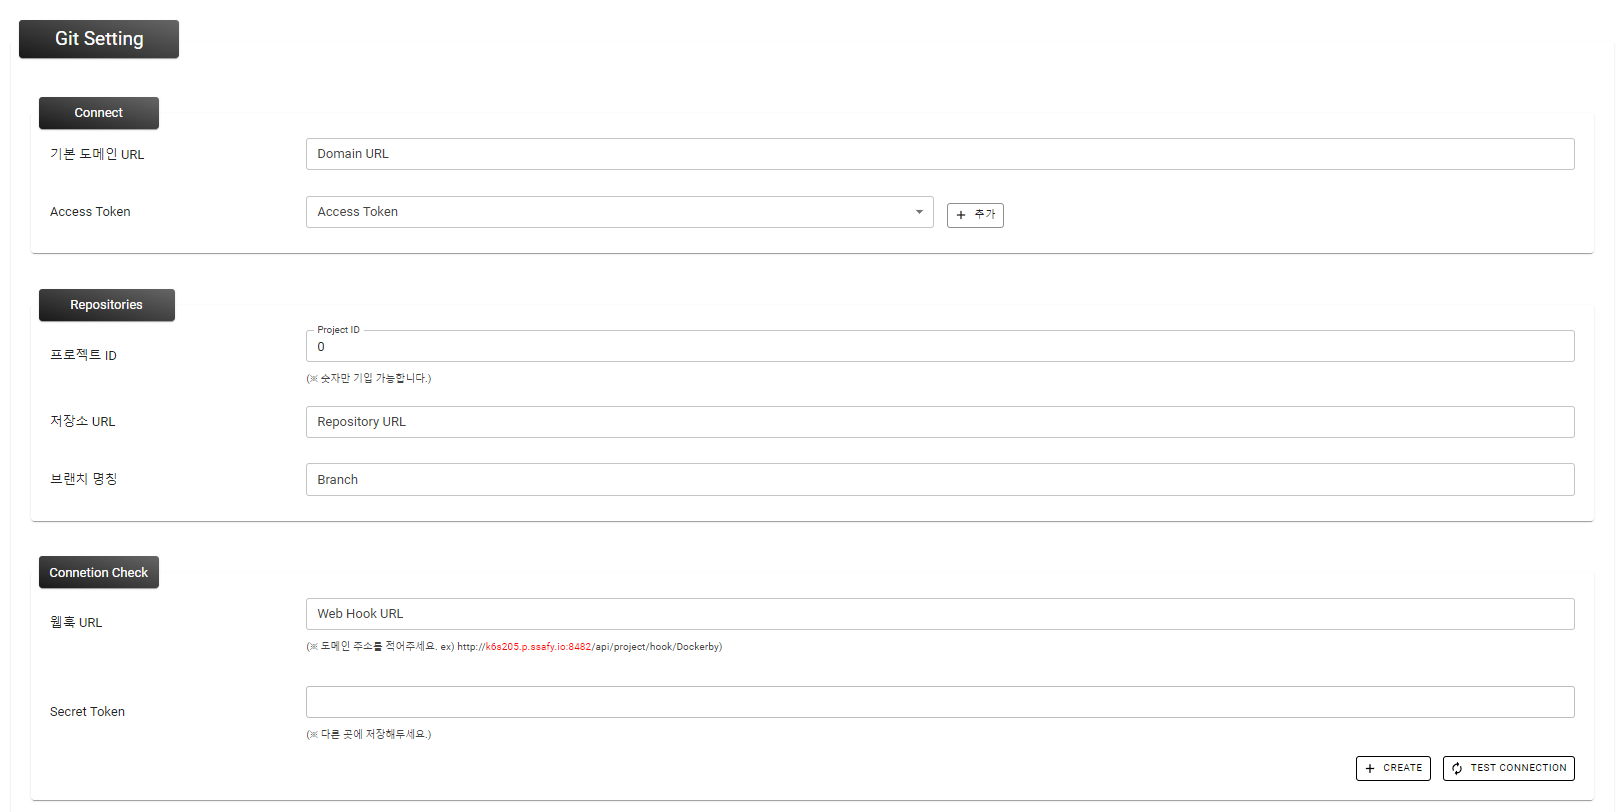 Git Setting
Connect
기본 도메인 URL
Domain URL
Access Token
Access Token
+ 추가
Repositories
프로젝트 ID
Project ID
0
(※ 숫자만 기입 가능합니다.)
저장소 URL
Repository URL
브랜치 명칭
Branch
Connetion Check
웹훅 URL
Web Hook URL
(※ 도메인 주소를 적어주세요. ex) http://k6s205.p.ssafy.io:8482/api/project/hook/Dockerby)
Secret Token
(※ 다른 곳에 저장해두세요.)
+ CREATE
TEST CONNECTION